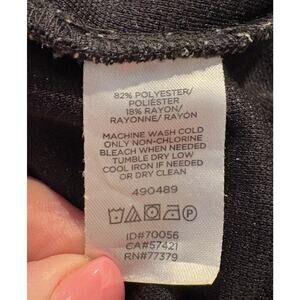 82% POLYESTER/
POLIÉSTER
18% RAYON/
RAYONNE/ RAYÓN
MACHINE WASH COLD
ONLY NON-CHLORINE
BLEACH WHEN NEEDED
TUMBLE DRY LOW
COOL IRON IF NEEDED
OR DRY CLEAN
490489
ID#70056
CA#57421
RN#77379